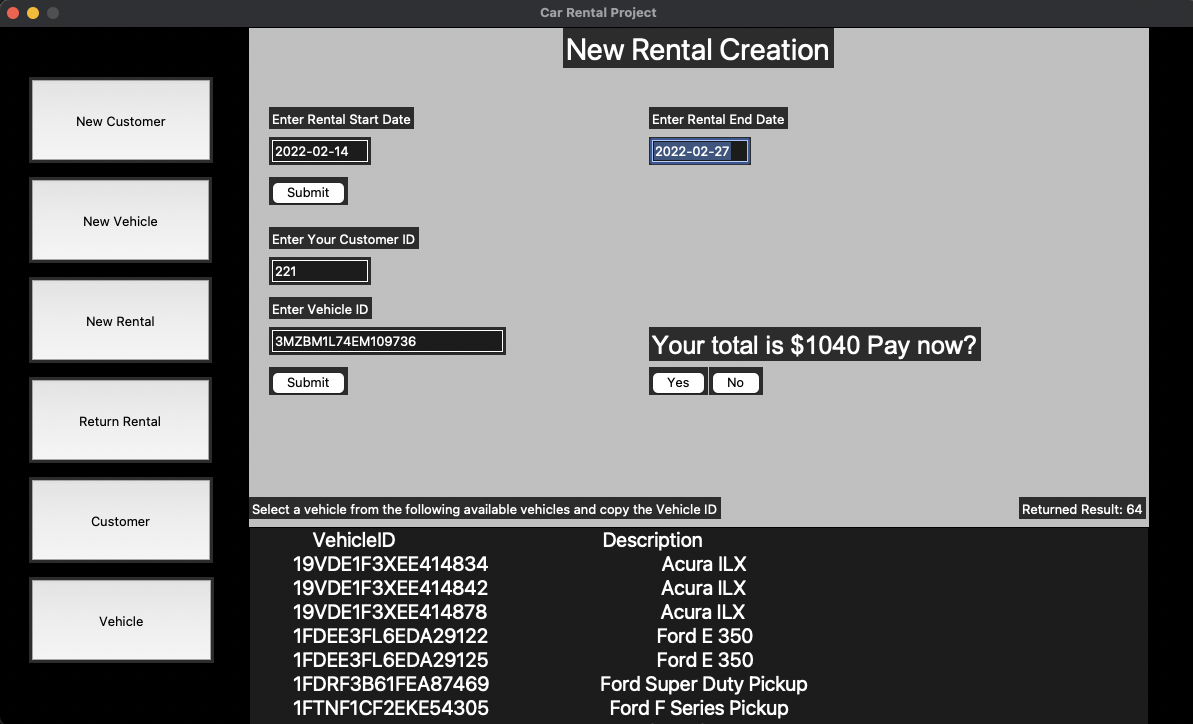 Car Rental Project
New Customer
New Vehicle
New Rental
Return Rental
Customer
Vehicle
New Rental Creation
Enter Rental Start Date
Enter Rental End Date
2022-02-14
2022-02-27
Submit
Enter Your Customer ID
221
Enter Vehicle ID
3MZBM1L74EM109736
Your total is $1040 Pay now?
Submit
Yes
No
Select a vehicle from the following available vehicles and copy the Vehicle ID
Returned Result: 64
VehicleID Description
19VDE1F3XEE414834 Acura ILX
19VDE1F3XEE414842 Acura ILX
19VDE1F3XEE414878 Acura ILX
1FDEE3FL6EDA29122 Ford E 350
1FDEE3FL6EDA29125 Ford E 350
1FDRF3B61FEA87469 Ford Super Duty Pickup
1FTNF1CF2EKE54305 Ford F Series Pickup